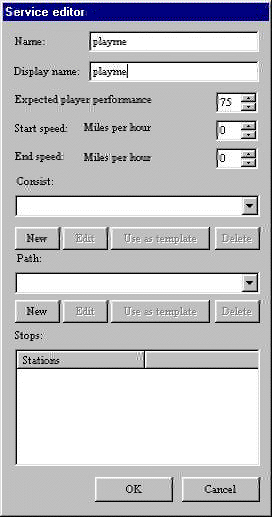 Service editor
Name: playme
Display name: playme
Expected player performance 75
Start speed: Miles per hour 0
End speed: Miles per hour 0
Consist:
New Edit Use as template Delete
Path:
New Edit Use as template Delete
Stops:
Stations
OK Cancel